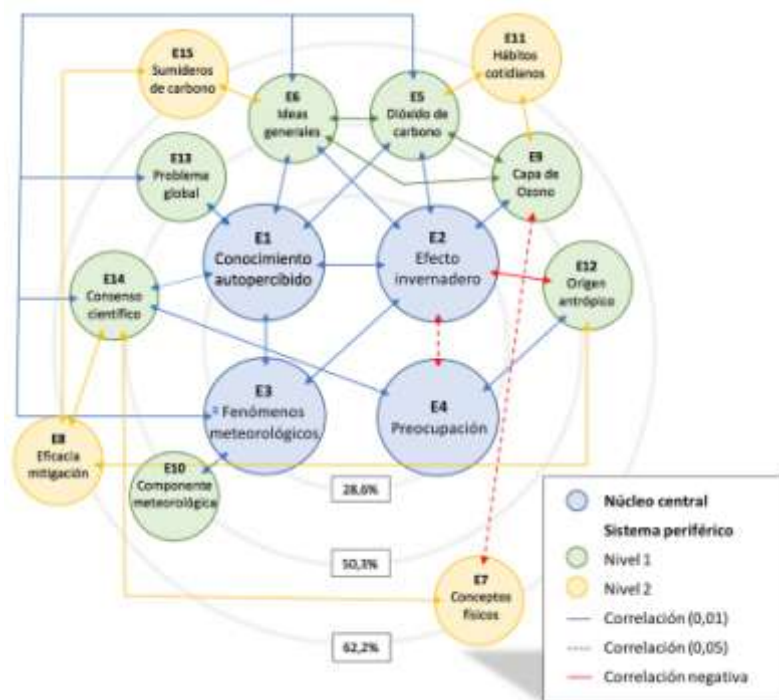 E15
Sumideros
de carbono
E11
Hábitos
cotidianos
E6
Ideas
generales
E5
Dióxido de
carbono
E13
Problema
global
E9
Capa de
Ozono
E1
Conocimiento
autopercibido
E2
Efecto
invernadero
E14
Consenso
científico
E12
Origen
antrópico
E3
Fenómenos
meteorológicos
E4
Preocupación
E8
Eficacia
mitigación
E10
Componente
meteorológica
28,6%
50,3%
62,2%
E7
Conceptos
físicos
Núcleo central
Sistema periférico
Nivel 1
Nivel 2
Correlación (0,01)
Correlación (0,05)
Correlación negativa